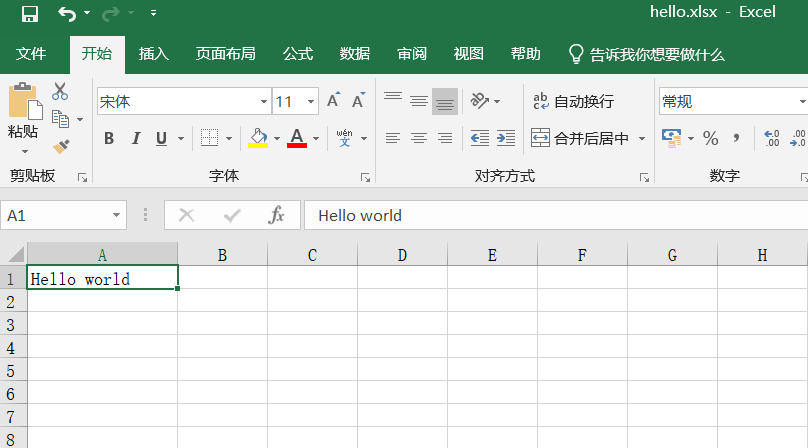 hello.xlsx - Excel
文件 开始 插入 页面布局 公式 数据 审阅 视图 帮助 告诉我你想要做什么
粘贴
宋体 11 A A
ab c 自动换行
常规
B I U A wén 文
合并后居中
% , .0 .00 .00
剪贴板 字体 对齐方式 数字
A1 fx Hello world
A B C D E F G H
1 Hello world
2
3
4
5
6
7
8